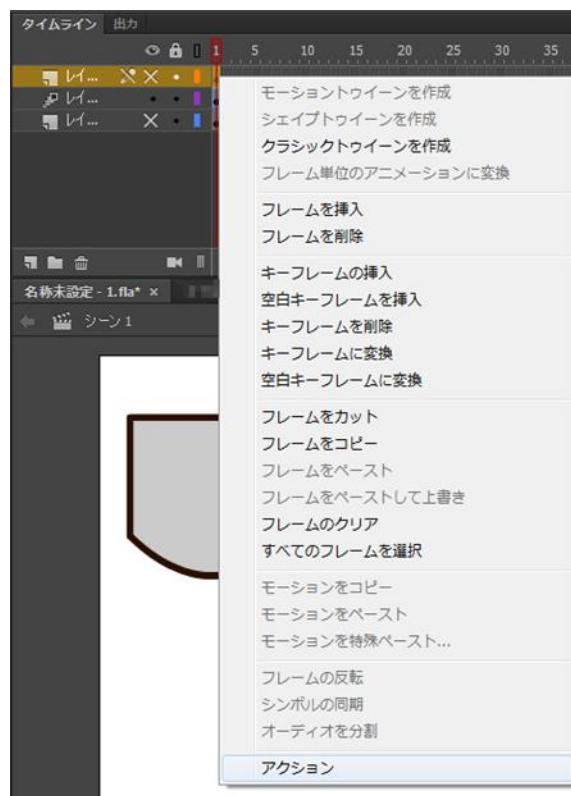 タイムライン 出力
1 5 10 15 20 25 30 35
レイ...
レイ...
レイ...
名称未設定 - 1.fla* ×
シーン 1
モーショントゥイーンを作成
シェイプトゥイーンを作成
クラシックトゥイーンを作成
フレーム単位のアニメーションに変換
フレームを挿入
フレームを削除
キーフレームの挿入
空白キーフレームを挿入
キーフレームを削除
キーフレームに変換
空白キーフレームに変換
フレームをカット
フレームをコピー
フレームをペースト
フレームをペーストして上書き
フレームのクリア
すべてのフレームを選択
モーションをコピー
モーションをペースト
モーションを特殊ペースト...
フレームの反転
シンボルの同期
オーディオを分割
アクション